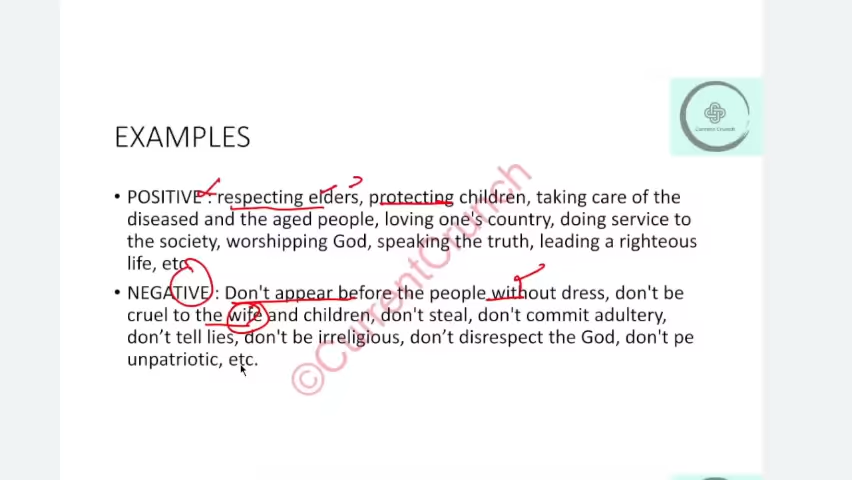 EXAMPLES
• POSITIVE : respecting elders, protecting children, taking care of the
diseased and the aged people, loving one's country, doing service to
the society, worshipping God, speaking the truth, leading a righteous
life, etc
• NEGATIVE : Don't appear before the people without dress, don't be
cruel to the wife and children, don't steal, don't commit adultery,
don't tell lies, don't be irreligious, don't disrespect the God, don't pe
unpatriotic, etc.
©CurrentCrunch
Current Crunch